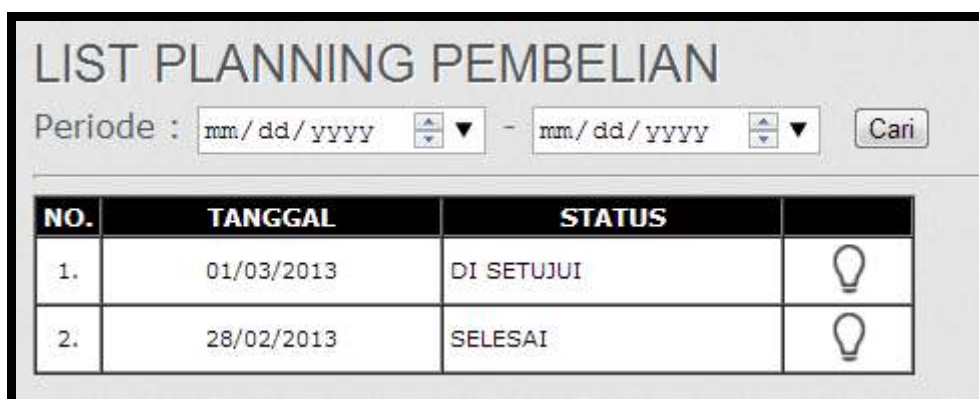 LIST PLANNING PEMBELIAN
Periode : mm/dd/yyyy - mm/dd/yyyy Cari
NO. TANGGAL STATUS
1. 01/03/2013 DI SETUJUI
2. 28/02/2013 SELESAI